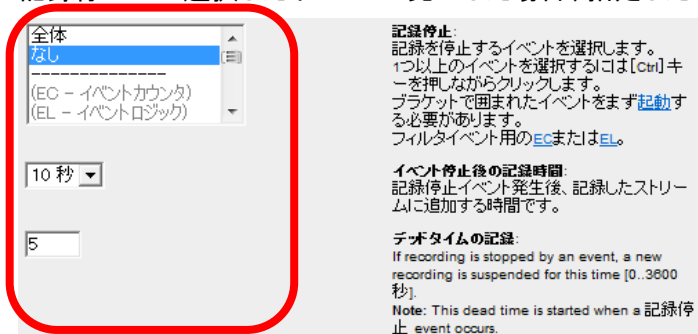 全体
なし
--------------
(EC - イベントカウンタ)
(EL - イベントロジック)
10 秒
5
記録停止:
記録を停止するイベントを選択します。
1つ以上のイベントを選択するには[Ctrl]キ
ーを押しながらクリックします。
ブラケットで囲まれたイベントをまず起動す
る必要があります。
フィルタイベント用のECまたはEL。
イベント停止後の記録時間:
記録停止イベント発生後、記録したストリー
ムに追加する時間です。
デッドタイムの記録:
If recording is stopped by an event, a new
recording is suspended for this time [0..3600
秒].
Note: This dead time is started when a 記録停
止 event occurs.